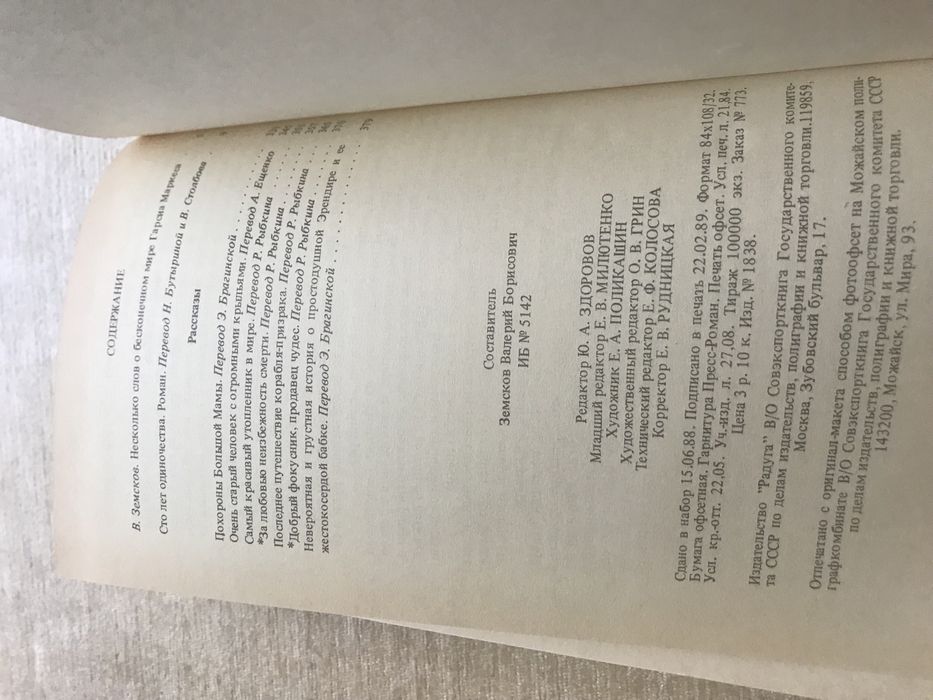 СОДЕРЖАНИЕ
В. Земсков. Несколько слов о бесконечном мире Гарсиа Маркеса
Сто лет одиночества. Роман. Перевод Н. Бутыриной и В. Столбова
Рассказы
Похороны Большой Мамы. Перевод Э. Брагинской
Очень старый человек с огромными крыльями. Перевод А. Ещенко
Самый красивый утопленник в мире. Перевод Р. Рыбкина
*За любовью неизбежность смерти. Перевод Р. Рыбкина
Последнее путешествие корабля-призрака. Перевод Р. Рыбкина
*Добрый фокусник, продавец чудес. Перевод Р. Рыбкина
Невероятная и грустная история о простодушной Эрендире и ее
жестокосердой бабке. Перевод Э. Брагинской . . . . . . . . . . . 379
Составитель
Земсков Валерий Борисович
ИБ № 5142
Редактор Ю. А. ЗДОРОВОВ
Младший редактор Е. В. МИЛЮТЕНКО
Художник Е. А. ПОЛИКАШИН
Художественный редактор О. В. ГРИН
Технический редактор Е. Ф. КОЛОСОВА
Корректор Е. В. РУДНИЦКАЯ
Сдано в набор 15.06.88. Подписано в печать 22.02.89. Формат 84х108/32.
Бумага офсетная. Гарнитура Пресс-Роман. Печать офсет. Усл. печ. л. 21,84.
Усл. кр.-отт. 22,05. Уч.-изд. л. 27,08. Тираж 100000 экз. Заказ № 773.
Цена 3 р. 10 к. Изд. № 1838.
Издательство "Радуга" В/О Совэкспорткнига Государственного комите-
та СССР по делам издательств, полиграфии и книжной торговли.119859,
Москва, Зубовский бульвар, 17.
Отпечатано с оригинал-макета способом фотоофсет на Можайском поли-
графкомбинате В/О Совэкспорткнига Государственного комитета СССР
по делам издательств, полиграфии и книжной торговли.
143200, Можайск, ул. Мира, 93.